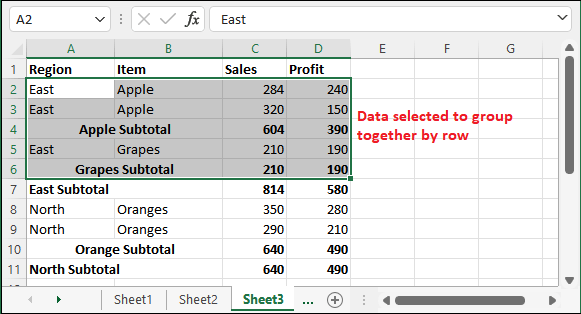 A2 fx East
A B C D E F G
1 Region Item Sales Profit
2 East Apple 284 240
3 East Apple 320 150
4 Apple Subtotal 604 390
5 East Grapes 210 190
6 Grapes Subtotal 210 190
Data selected to group
together by row
7 East Subtotal 814 580
8 North Oranges 350 280
9 North Oranges 290 210
10 Orange Subtotal 640 490
11 North Subtotal 640 490
Sheet1 Sheet2 Sheet3 ...